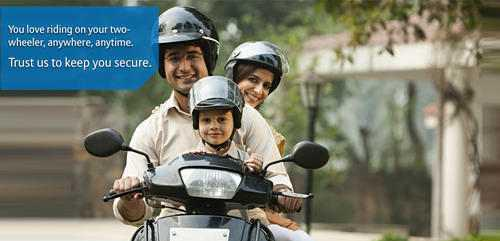 You love riding on your two-
wheeler, anywhere, anytime.
Trust us to keep you secure.